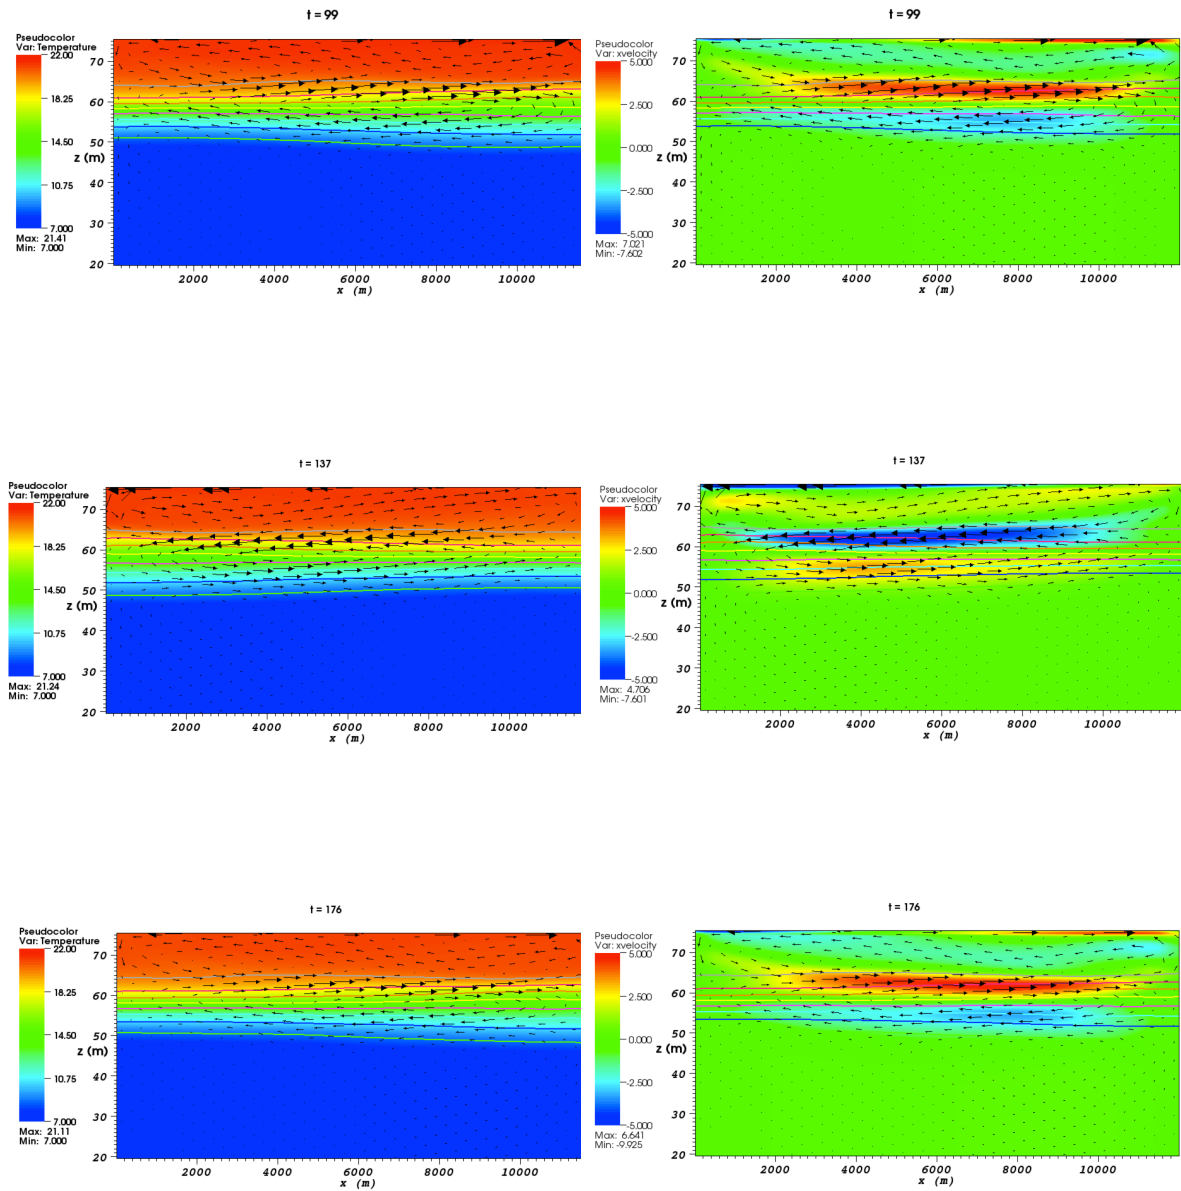 t = 99
Pseudocolor
Var: Temperature
22.00
18.25
14.50
10.75
7.000
Max: 21.41
Min: 7.000
70
60
50
z (m)
40
30
20
2000 4000 6000 8000 10000
x (m)
t = 99
Pseudocolor
Var: xvelocity
5.000
2.500
0.000
-2.500
-5.000
Max: 7.021
Min: -7.602
70
60
50
z (m)
40
30
20
2000 4000 6000 8000 10000
x (m)
t = 137
Pseudocolor
Var: Temperature
22.00
18.25
14.50
10.75
7.000
Max: 21.24
Min: 7.000
70
60
50
z (m)
40
30
20
2000 4000 6000 8000 10000
x (m)
t = 137
Pseudocolor
Var: xvelocity
5.000
2.500
0.000
-2.500
-5.000
Max: 4.706
Min: -7.601
70
60
50
z (m)
40
30
20
2000 4000 6000 8000 10000
x (m)
t = 176
Pseudocolor
Var: Temperature
22.00
18.25
14.50
10.75
7.000
Max: 21.11
Min: 7.000
70
60
50
z (m)
40
30
20
2000 4000 6000 8000 10000
x (m)
t = 176
Pseudocolor
Var: xvelocity
5.000
2.500
0.000
-2.500
-5.000
Max: 6.641
Min: -9.925
70
60
50
z (m)
40
30
20
2000 4000 6000 8000 10000
x (m)